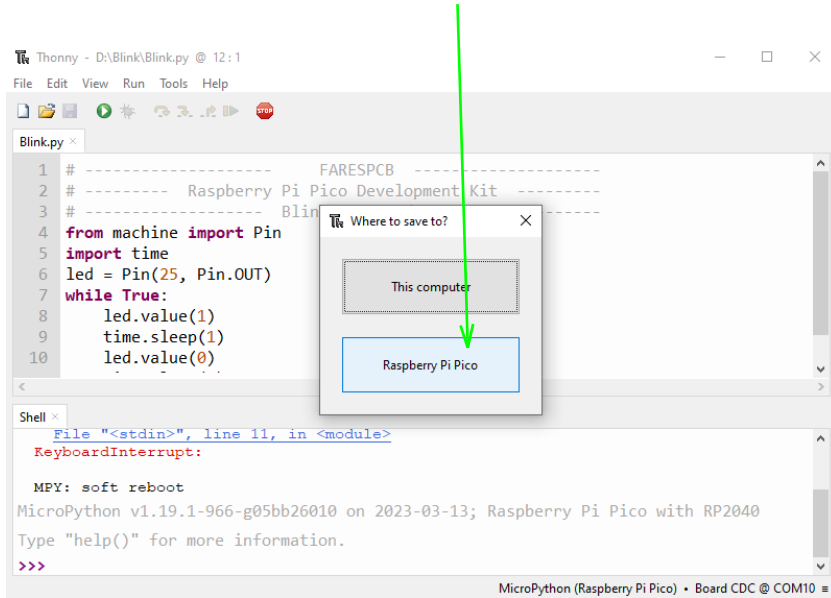 Thonny - D:\Blink\Blink.py @ 12:1
File Edit View Run Tools Help
STOP
Blink.py ×
1 # -------------------- FARESPCB --------------------
2 # --------- Raspberry Pi Pico Development Kit ---------
3 # ------------------- Blin
4 from machine import Pin
5 import time
6 led = Pin(25, Pin.OUT)
7 while True:
8 led.value(1)
9 time.sleep(1)
10 led.value(0)
Where to save to?
This computer
Raspberry Pi Pico
Shell ×
File "<stdin>", line 11, in <module>
KeyboardInterrupt:
MPY: soft reboot
MicroPython v1.19.1-966-g05bb26010 on 2023-03-13; Raspberry Pi Pico with RP2040
Type "help()" for more information.
>>>
MicroPython (Raspberry Pi Pico) • Board CDC @ COM10 ≡